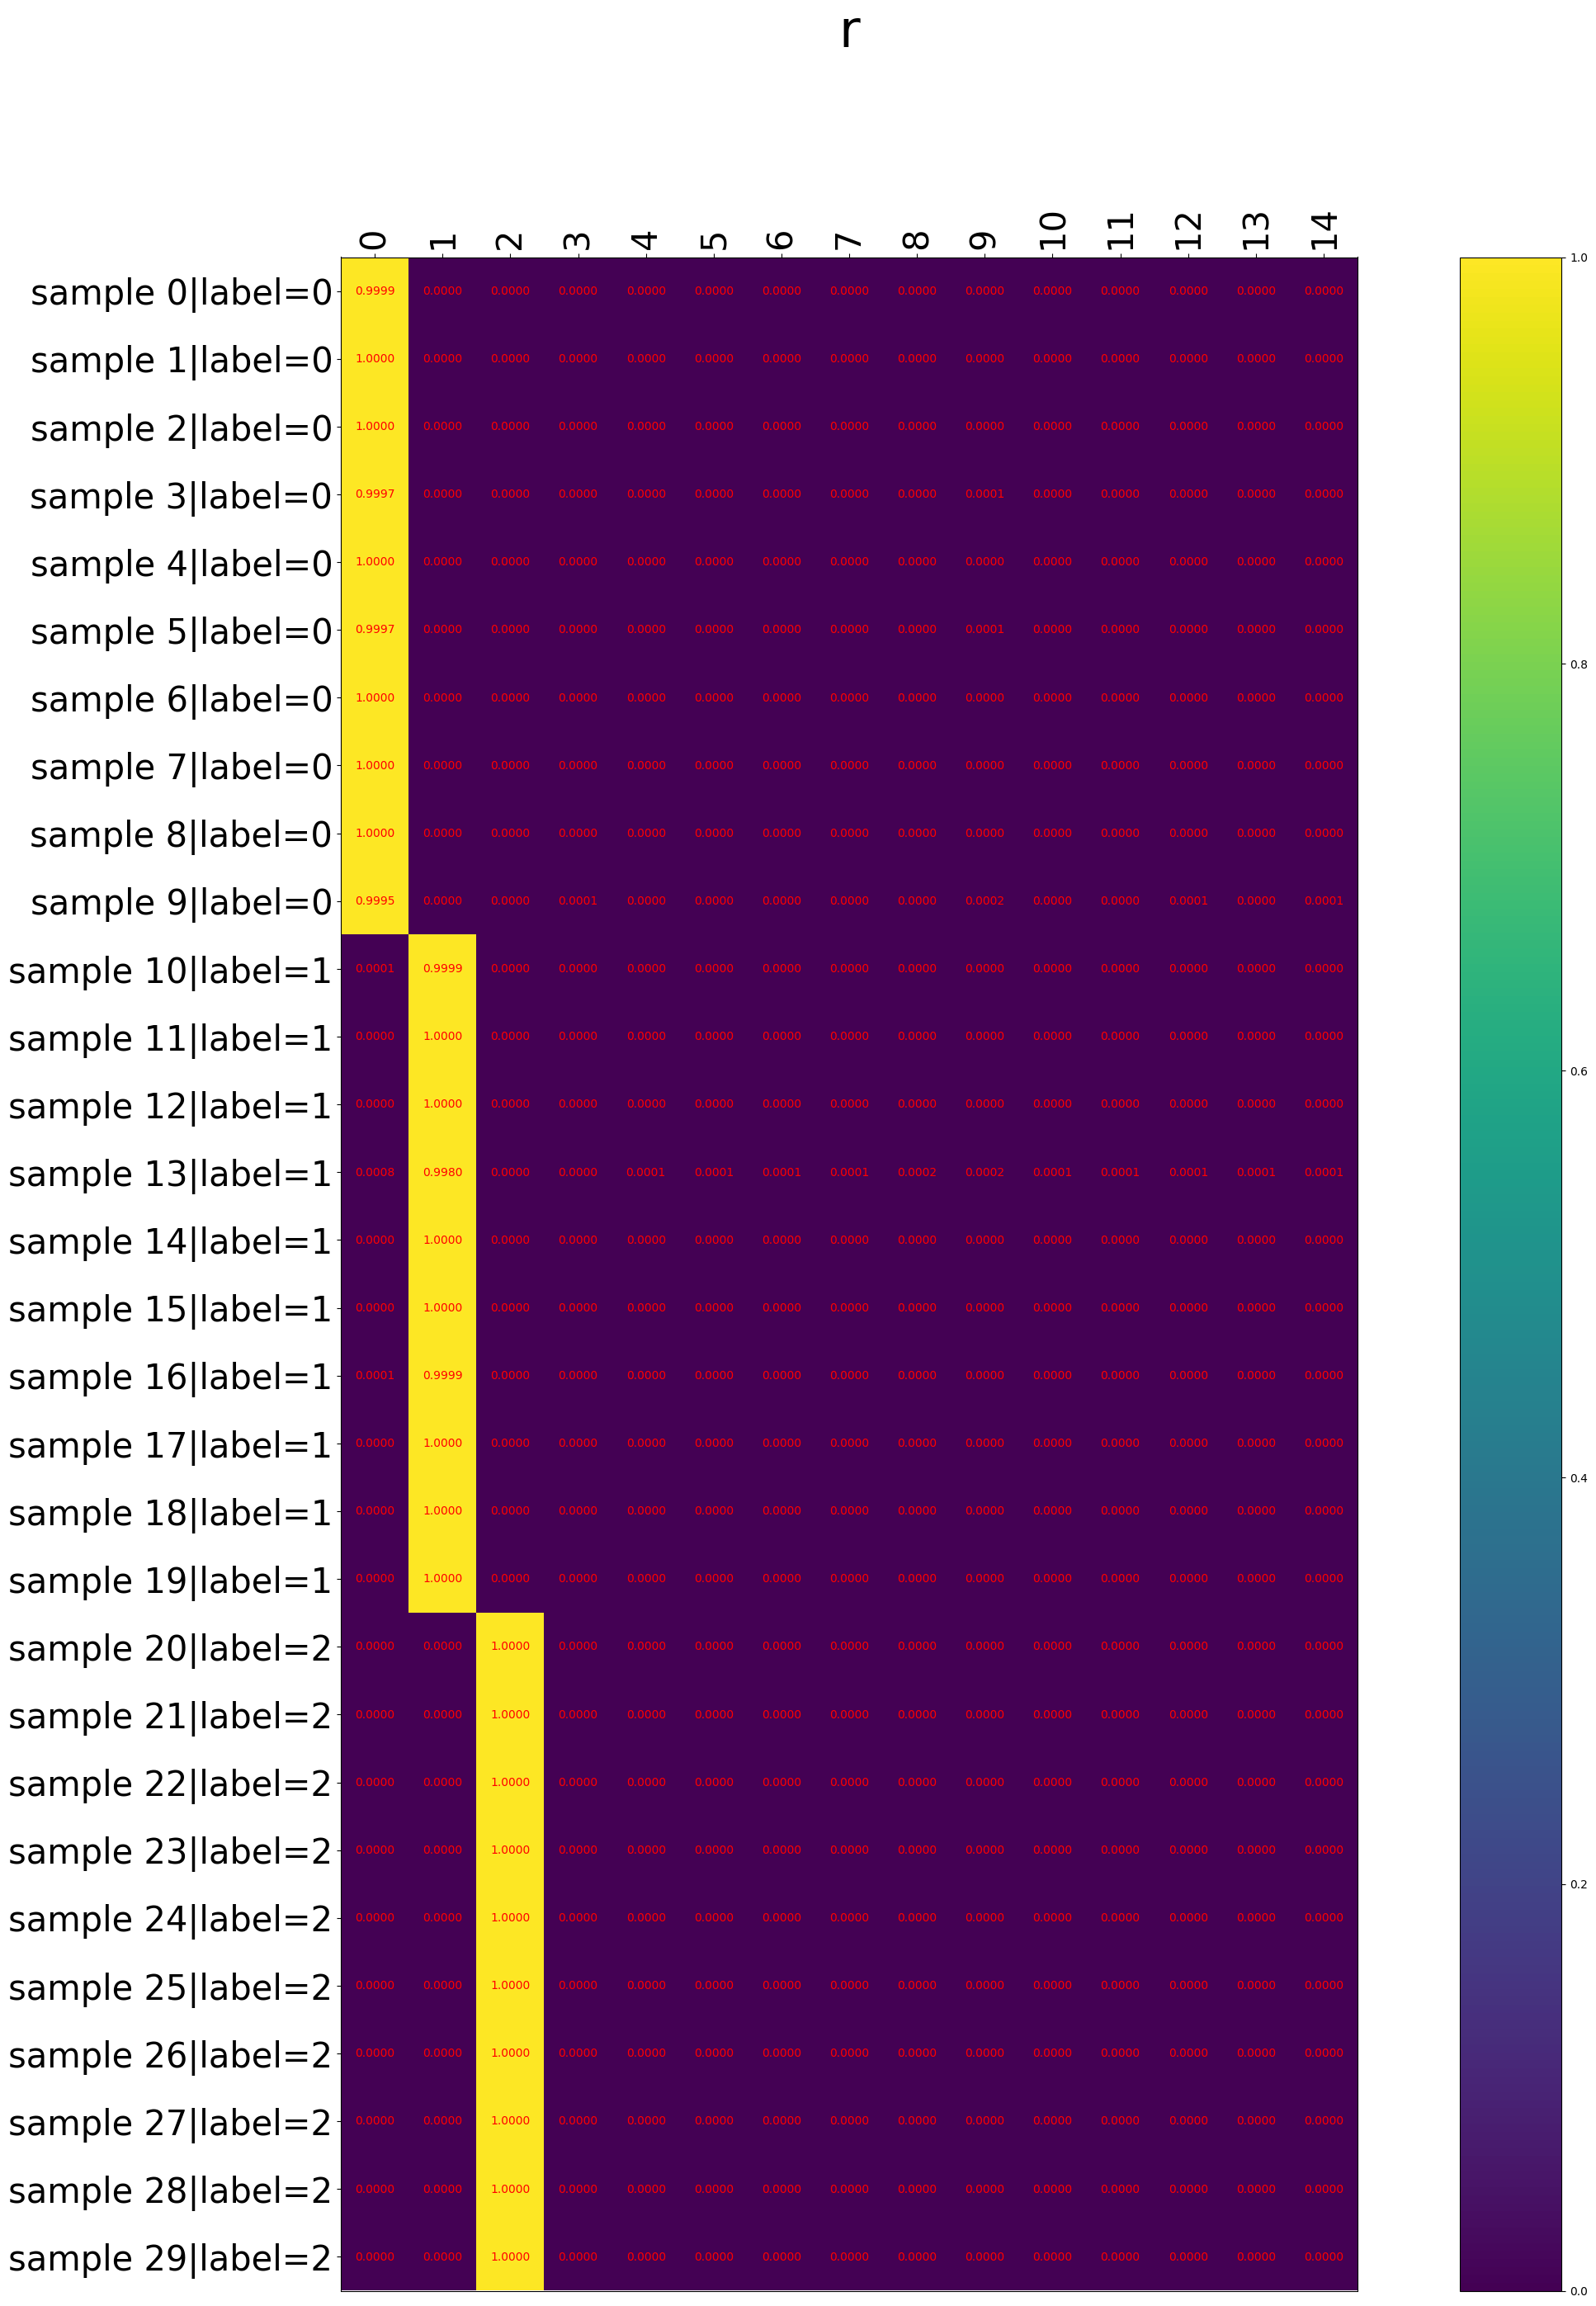 r
0 1 2 3 4 5 6 7 8 9 10 11 12 13 14
sample 0|label=0 0.9999 0.0000 0.0000 0.0000 0.0000 0.0000 0.0000 0.0000 0.0000 0.0000 0.0000 0.0000 0.0000 0.0000 0.0000
sample 1|label=0 1.0000 0.0000 0.0000 0.0000 0.0000 0.0000 0.0000 0.0000 0.0000 0.0000 0.0000 0.0000 0.0000 0.0000 0.0000
sample 2|label=0 1.0000 0.0000 0.0000 0.0000 0.0000 0.0000 0.0000 0.0000 0.0000 0.0000 0.0000 0.0000 0.0000 0.0000 0.0000
sample 3|label=0 0.9997 0.0000 0.0000 0.0000 0.0000 0.0000 0.0000 0.0000 0.0000 0.0001 0.0000 0.0000 0.0000 0.0000 0.0000
sample 4|label=0 1.0000 0.0000 0.0000 0.0000 0.0000 0.0000 0.0000 0.0000 0.0000 0.0000 0.0000 0.0000 0.0000 0.0000 0.0000
sample 5|label=0 0.9997 0.0000 0.0000 0.0000 0.0000 0.0000 0.0000 0.0000 0.0000 0.0001 0.0000 0.0000 0.0000 0.0000 0.0000
sample 6|label=0 1.0000 0.0000 0.0000 0.0000 0.0000 0.0000 0.0000 0.0000 0.0000 0.0000 0.0000 0.0000 0.0000 0.0000 0.0000
sample 7|label=0 1.0000 0.0000 0.0000 0.0000 0.0000 0.0000 0.0000 0.0000 0.0000 0.0000 0.0000 0.0000 0.0000 0.0000 0.0000
sample 8|label=0 1.0000 0.0000 0.0000 0.0000 0.0000 0.0000 0.0000 0.0000 0.0000 0.0000 0.0000 0.0000 0.0000 0.0000 0.0000
sample 9|label=0 0.9995 0.0000 0.0000 0.0001 0.0000 0.0000 0.0000 0.0000 0.0000 0.0002 0.0000 0.0000 0.0001 0.0000 0.0001
sample 10|label=1 0.0001 0.9999 0.0000 0.0000 0.0000 0.0000 0.0000 0.0000 0.0000 0.0000 0.0000 0.0000 0.0000 0.0000 0.0000
sample 11|label=1 0.0000 1.0000 0.0000 0.0000 0.0000 0.0000 0.0000 0.0000 0.0000 0.0000 0.0000 0.0000 0.0000 0.0000 0.0000
sample 12|label=1 0.0000 1.0000 0.0000 0.0000 0.0000 0.0000 0.0000 0.0000 0.0000 0.0000 0.0000 0.0000 0.0000 0.0000 0.0000
sample 13|label=1 0.0008 0.9980 0.0000 0.0000 0.0001 0.0001 0.0001 0.0001 0.0002 0.0002 0.0001 0.0001 0.0001 0.0001 0.0001
sample 14|label=1 0.0000 1.0000 0.0000 0.0000 0.0000 0.0000 0.0000 0.0000 0.0000 0.0000 0.0000 0.0000 0.0000 0.0000 0.0000
sample 15|label=1 0.0000 1.0000 0.0000 0.0000 0.0000 0.0000 0.0000 0.0000 0.0000 0.0000 0.0000 0.0000 0.0000 0.0000 0.0000
sample 16|label=1 0.0001 0.9999 0.0000 0.0000 0.0000 0.0000 0.0000 0.0000 0.0000 0.0000 0.0000 0.0000 0.0000 0.0000 0.0000
sample 17|label=1 0.0000 1.0000 0.0000 0.0000 0.0000 0.0000 0.0000 0.0000 0.0000 0.0000 0.0000 0.0000 0.0000 0.0000 0.0000
sample 18|label=1 0.0000 1.0000 0.0000 0.0000 0.0000 0.0000 0.0000 0.0000 0.0000 0.0000 0.0000 0.0000 0.0000 0.0000 0.0000
sample 19|label=1 0.0000 1.0000 0.0000 0.0000 0.0000 0.0000 0.0000 0.0000 0.0000 0.0000 0.0000 0.0000 0.0000 0.0000 0.0000
sample 20|label=2 0.0000 0.0000 1.0000 0.0000 0.0000 0.0000 0.0000 0.0000 0.0000 0.0000 0.0000 0.0000 0.0000 0.0000 0.0000
sample 21|label=2 0.0000 0.0000 1.0000 0.0000 0.0000 0.0000 0.0000 0.0000 0.0000 0.0000 0.0000 0.0000 0.0000 0.0000 0.0000
sample 22|label=2 0.0000 0.0000 1.0000 0.0000 0.0000 0.0000 0.0000 0.0000 0.0000 0.0000 0.0000 0.0000 0.0000 0.0000 0.0000
sample 23|label=2 0.0000 0.0000 1.0000 0.0000 0.0000 0.0000 0.0000 0.0000 0.0000 0.0000 0.0000 0.0000 0.0000 0.0000 0.0000
sample 24|label=2 0.0000 0.0000 1.0000 0.0000 0.0000 0.0000 0.0000 0.0000 0.0000 0.0000 0.0000 0.0000 0.0000 0.0000 0.0000
sample 25|label=2 0.0000 0.0000 1.0000 0.0000 0.0000 0.0000 0.0000 0.0000 0.0000 0.0000 0.0000 0.0000 0.0000 0.0000 0.0000
sample 26|label=2 0.0000 0.0000 1.0000 0.0000 0.0000 0.0000 0.0000 0.0000 0.0000 0.0000 0.0000 0.0000 0.0000 0.0000 0.0000
sample 27|label=2 0.0000 0.0000 1.0000 0.0000 0.0000 0.0000 0.0000 0.0000 0.0000 0.0000 0.0000 0.0000 0.0000 0.0000 0.0000
sample 28|label=2 0.0000 0.0000 1.0000 0.0000 0.0000 0.0000 0.0000 0.0000 0.0000 0.0000 0.0000 0.0000 0.0000 0.0000 0.0000
sample 29|label=2 0.0000 0.0000 1.0000 0.0000 0.0000 0.0000 0.0000 0.0000 0.0000 0.0000 0.0000 0.0000 0.0000 0.0000 0.0000
1.0
0.8
0.6
0.4
0.2
0.0